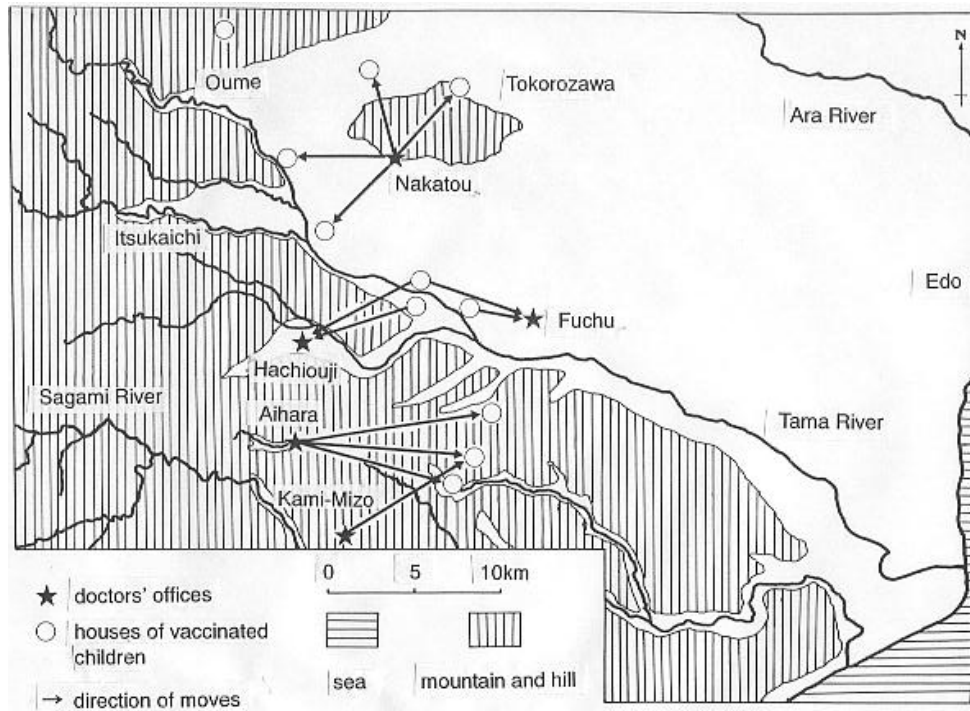 N
Oume
Tokorozawa
Ara River
Nakatou
Itsukaichi
Edo
Fuchu
Hachiouji
Sagami River
Aihara
Tama River
Kami-Mizo
0 5 10km
doctors' offices
houses of vaccinated
children
direction of moves
sea
mountain and hill